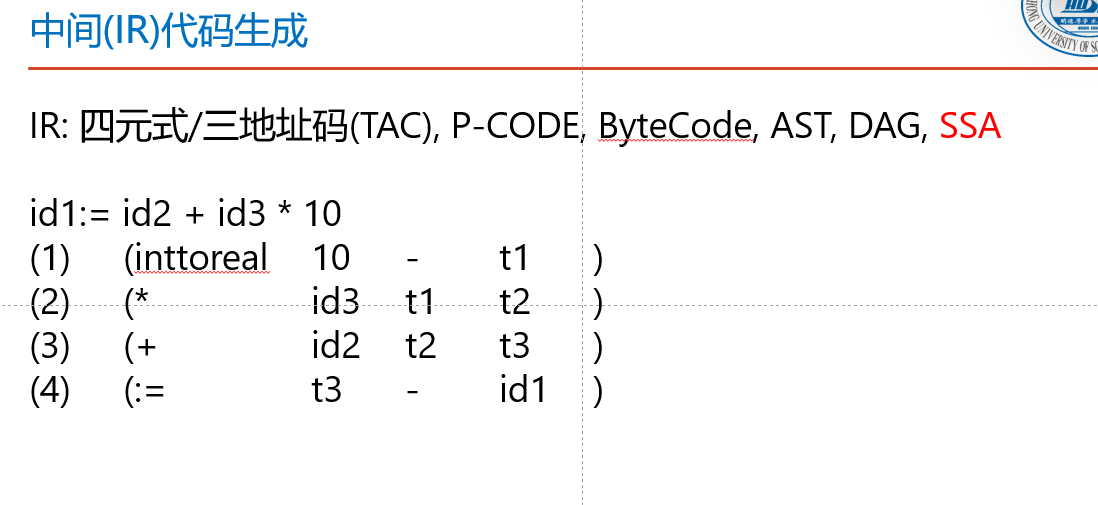 中间(IR)代码生成
IR: 四元式/三地址码(TAC), P-CODE, ByteCode, AST, DAG, SSA
id1:= id2 + id3 * 10
(1) (inttoreal 10 - t1 )
(2) (* id3 t1 t2 )
(3) (+ id2 t2 t3 )
(4) (:= t3 - id1 )